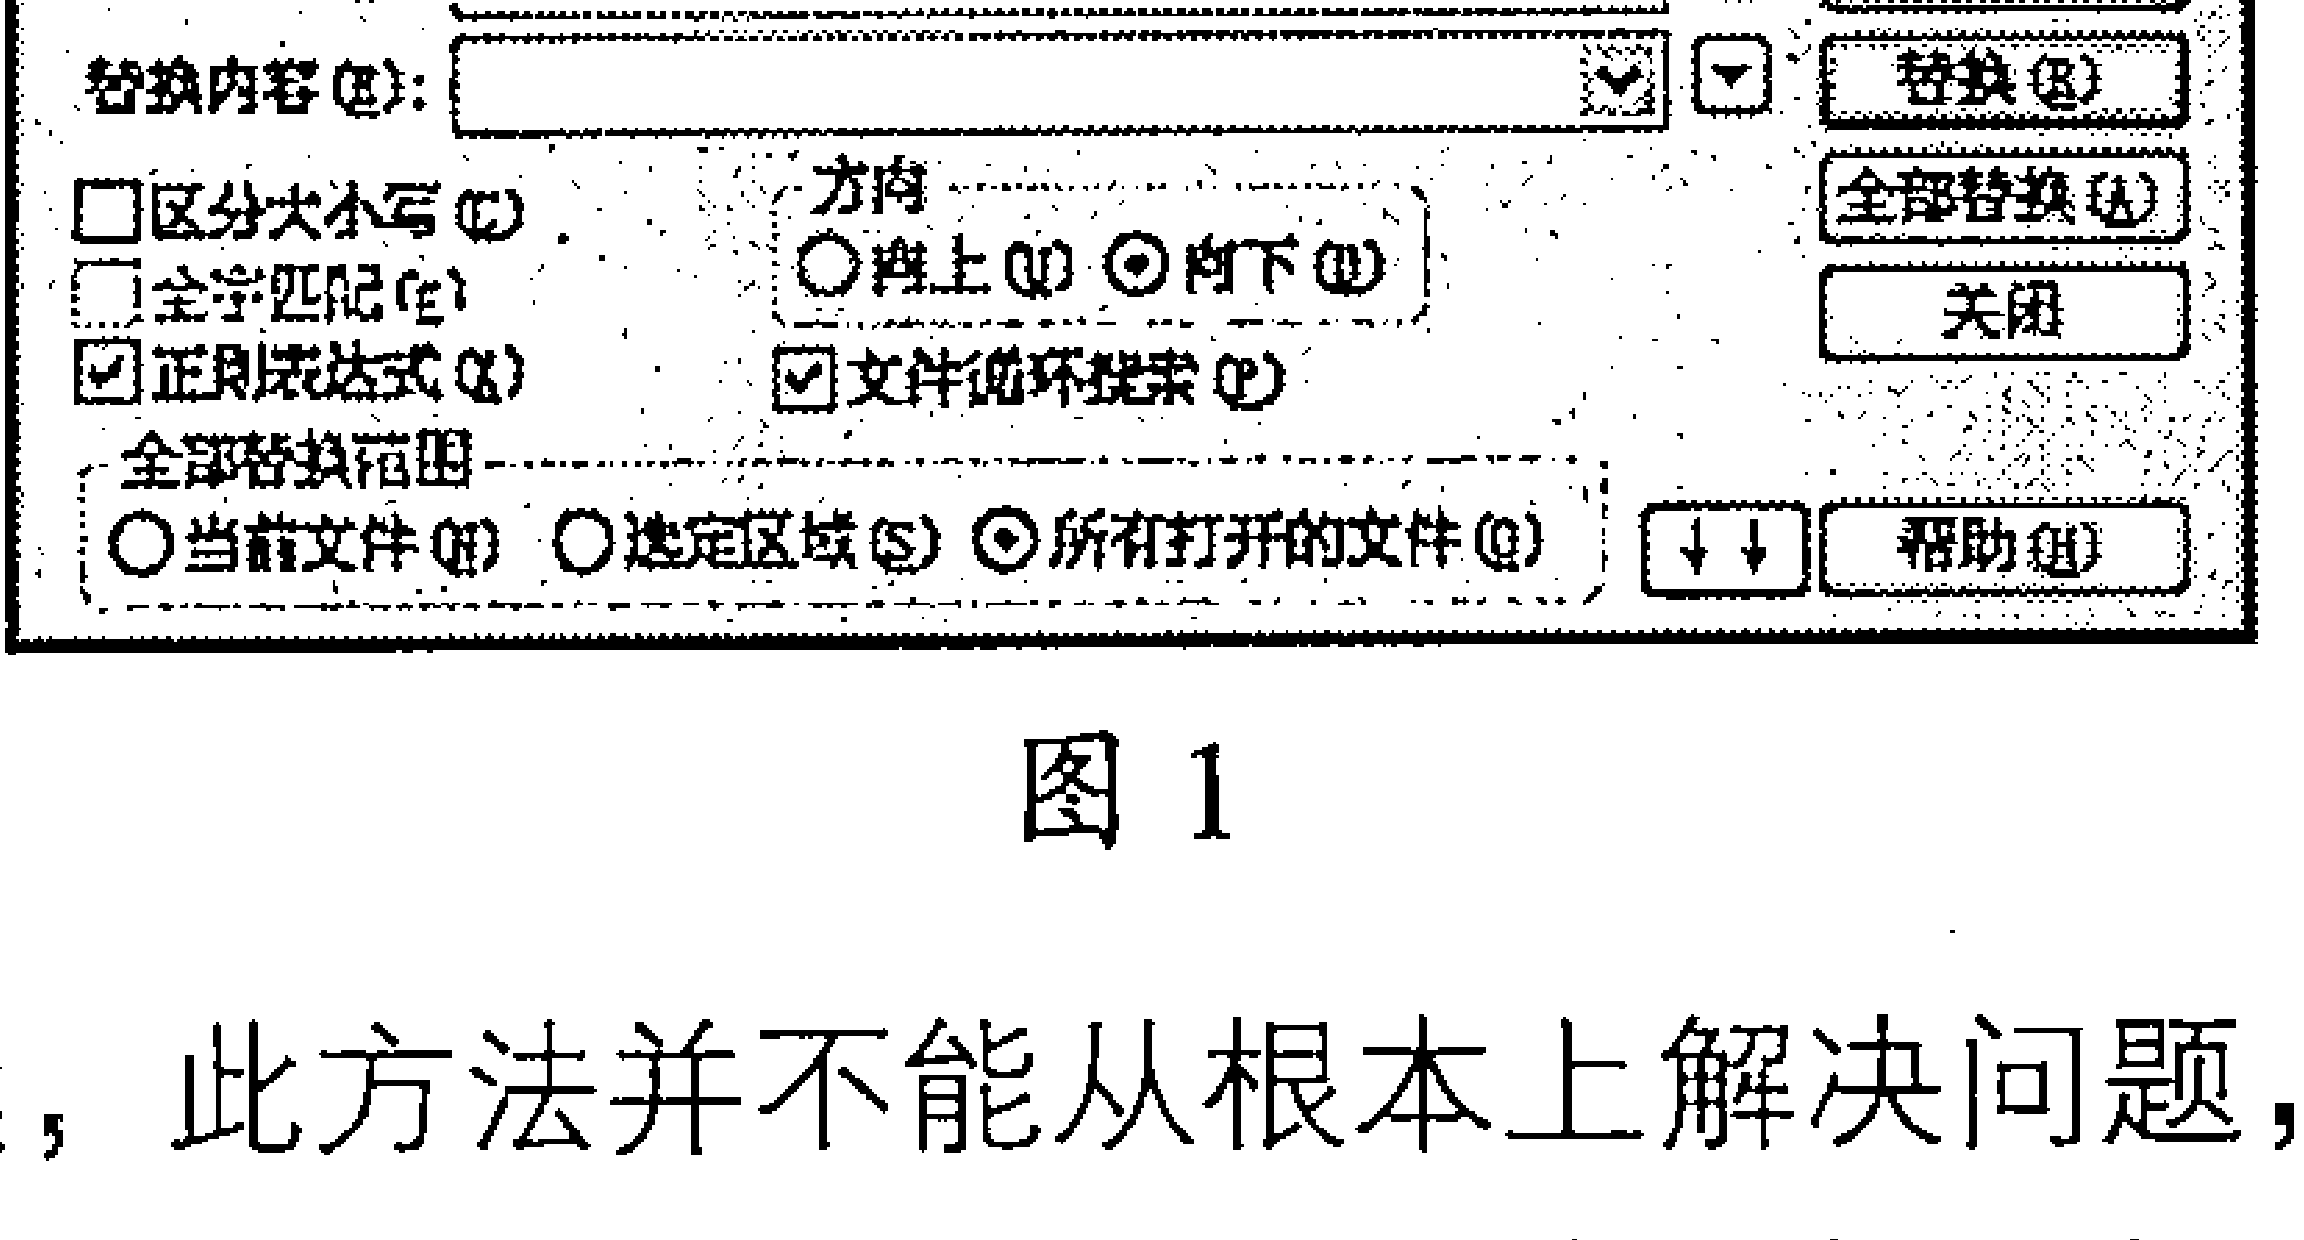 替换内容(E): 替换(R)
区分大小写(C) 方向 全部替换(A)
全字匹配(E) 向上(U) 向下(D) 关闭
正则表达式(X) 文件循环搜索(P)
全部替换范围
当前文件(N) 选定区域(S) 所有打开的文件(O) 帮助(H)
图 1
，此方法并不能从根本上解决问题，